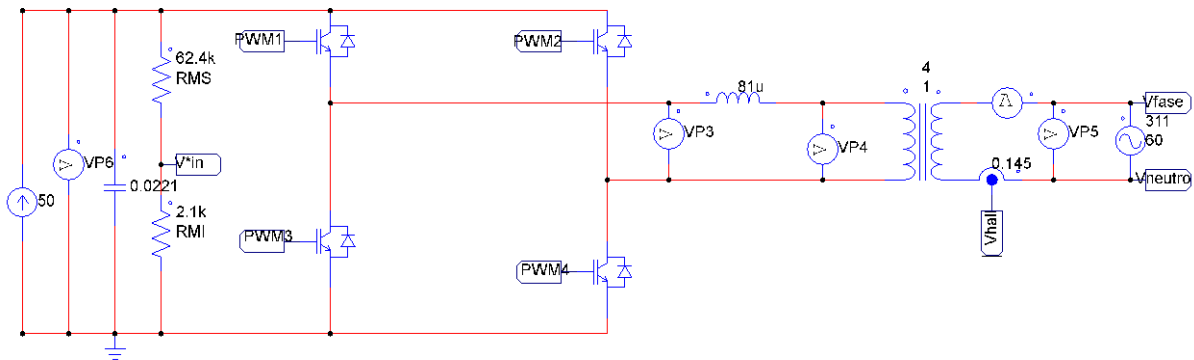 PWM1
PWM2
62.4k
RMS
4
1
81u
V
Vfase
311
60
V
VP6
V
VP3
V
VP4
V
VP5
V*in
50
0.0221
0.145
Vneutro
2.1k
RMI
PWM3
PWM4
Vhall